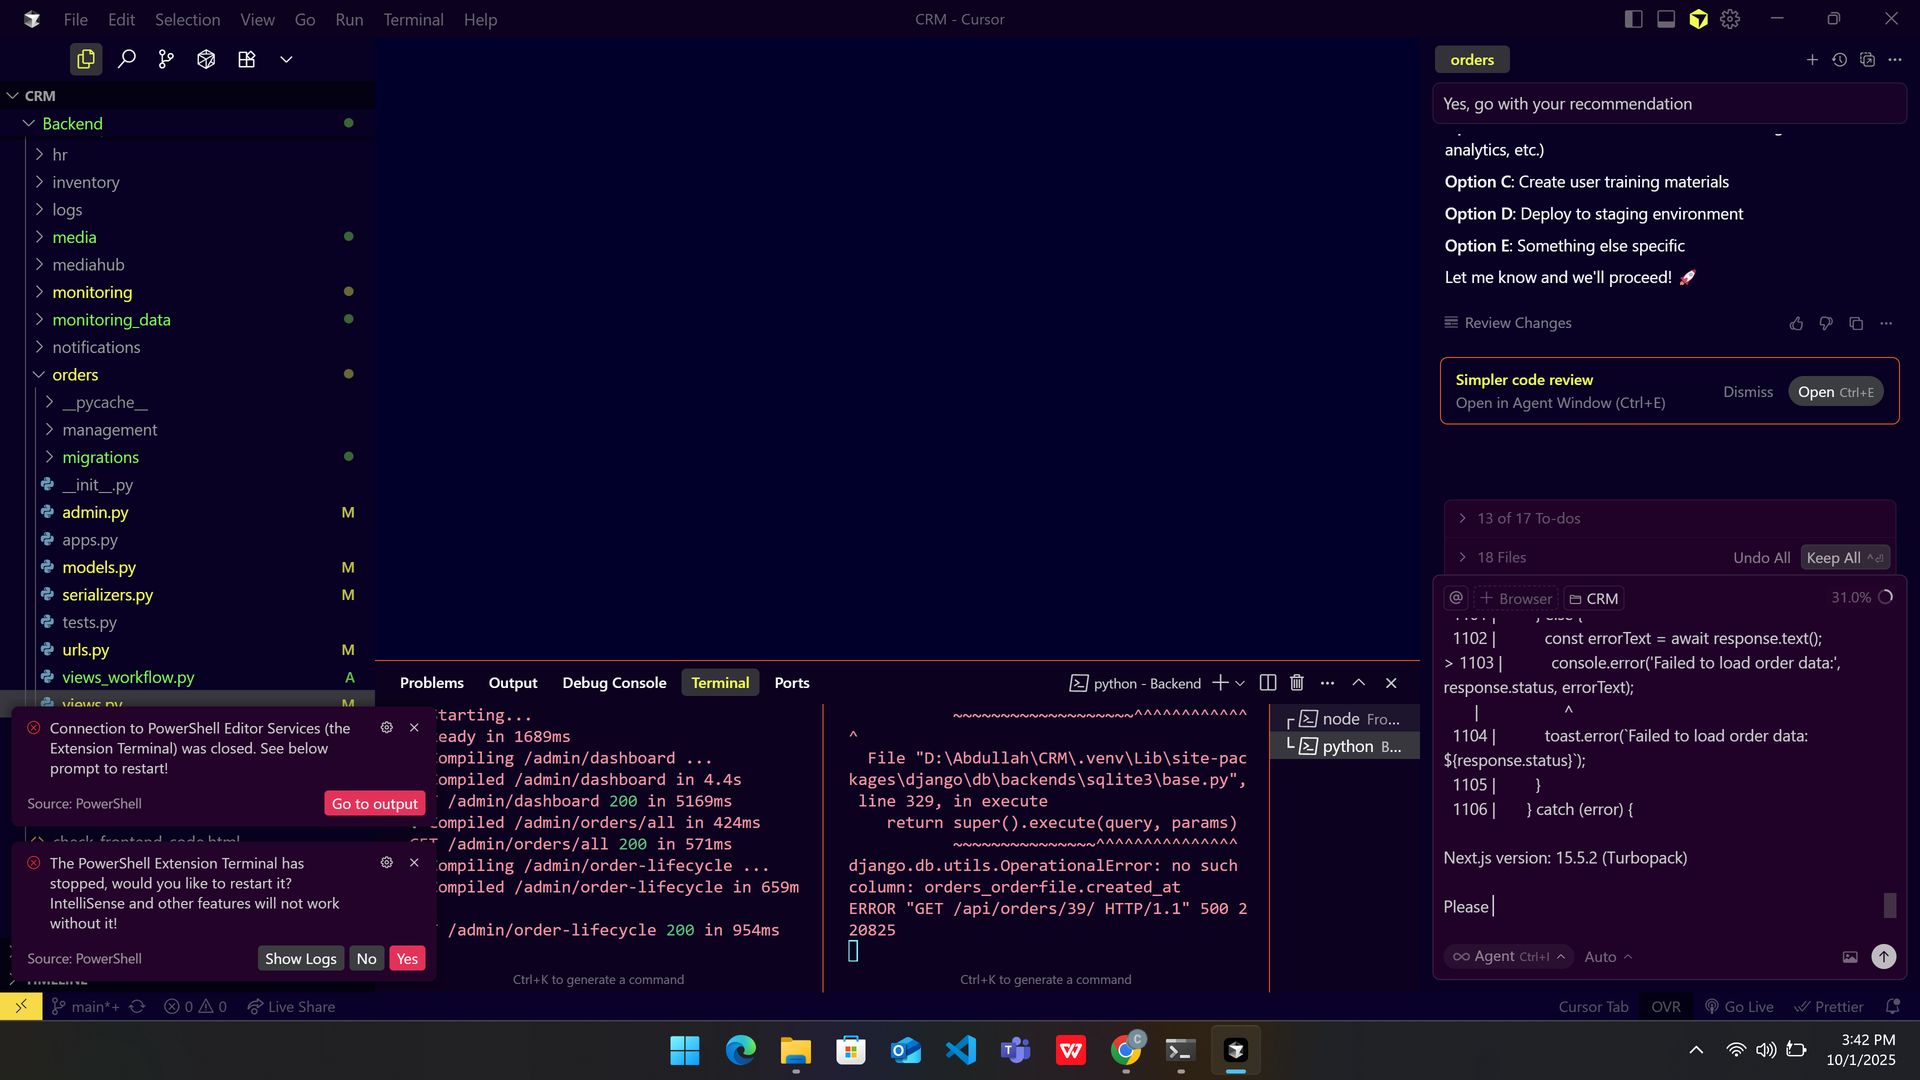 File Edit Selection View Go Run Terminal Help
CRM - Cursor
CRM
Backend
hr
inventory
logs
media
mediahub
monitoring
monitoring_data
notifications
orders
__pycache__
management
migrations
__init__.py
admin.py M
apps.py
models.py M
serializers.py M
tests.py
urls.py M
views_workflow.py A
views.py M
Connection to PowerShell Editor Services (the
Extension Terminal) was closed. See below
prompt to restart!
Source: PowerShell
Go to output
check_frontend_code.html
The PowerShell Extension Terminal has
stopped, would you like to restart it?
IntelliSense and other features will not work
without it!
Source: PowerShell
Show Logs No Yes
TIMELINE
Problems Output Debug Console Terminal Ports
python - Backend
tarting...
eady in 1689ms
ompiling /admin/dashboard ...
ompiled /admin/dashboard in 4.4s
/admin/dashboard 200 in 5169ms
ompiled /admin/orders/all in 424ms
GET /admin/orders/all 200 in 571ms
ompiling /admin/order-lifecycle ...
ompiled /admin/order-lifecycle in 659m
/admin/order-lifecycle 200 in 954ms
Ctrl+K to generate a command
~~~~~~~~~~~~~~~~~~~^^^^^^^^^^^^
^
File "D:\Abdullah\CRM\.venv\Lib\site-pac
kages\django\db\backends\sqlite3\base.py",
line 329, in execute
return super().execute(query, params)
~~~~~~~~~~~~~~~^^^^^^^^^^^^^^^
django.db.utils.OperationalError: no such
column: orders_orderfile.created_at
ERROR "GET /api/orders/39/ HTTP/1.1" 500 2
20825
Ctrl+K to generate a command
node Fro...
python B...
orders
Yes, go with your recommendation
analytics, etc.)
Option C: Create user training materials
Option D: Deploy to staging environment
Option E: Something else specific
Let me know and we'll proceed! 🚀
Review Changes
Simpler code review
Open in Agent Window (Ctrl+E)
Dismiss
Open Ctrl+E
13 of 17 To-dos
18 Files
Undo All Keep All
@ + Browser CRM 31.0%
1101 | } else {
1102 | const errorText = await response.text();
> 1103 | console.error('Failed to load order data:',
response.status, errorText);
| ^
1104 | toast.error(`Failed to load order data:
${response.status}`);
1105 | }
1106 | } catch (error) {
Next.js version: 15.5.2 (Turbopack)
Please
Agent Ctrl+I Auto
main*+ 0 0 Live Share
Cursor Tab OVR Go Live Prettier
3:42 PM
10/1/2025